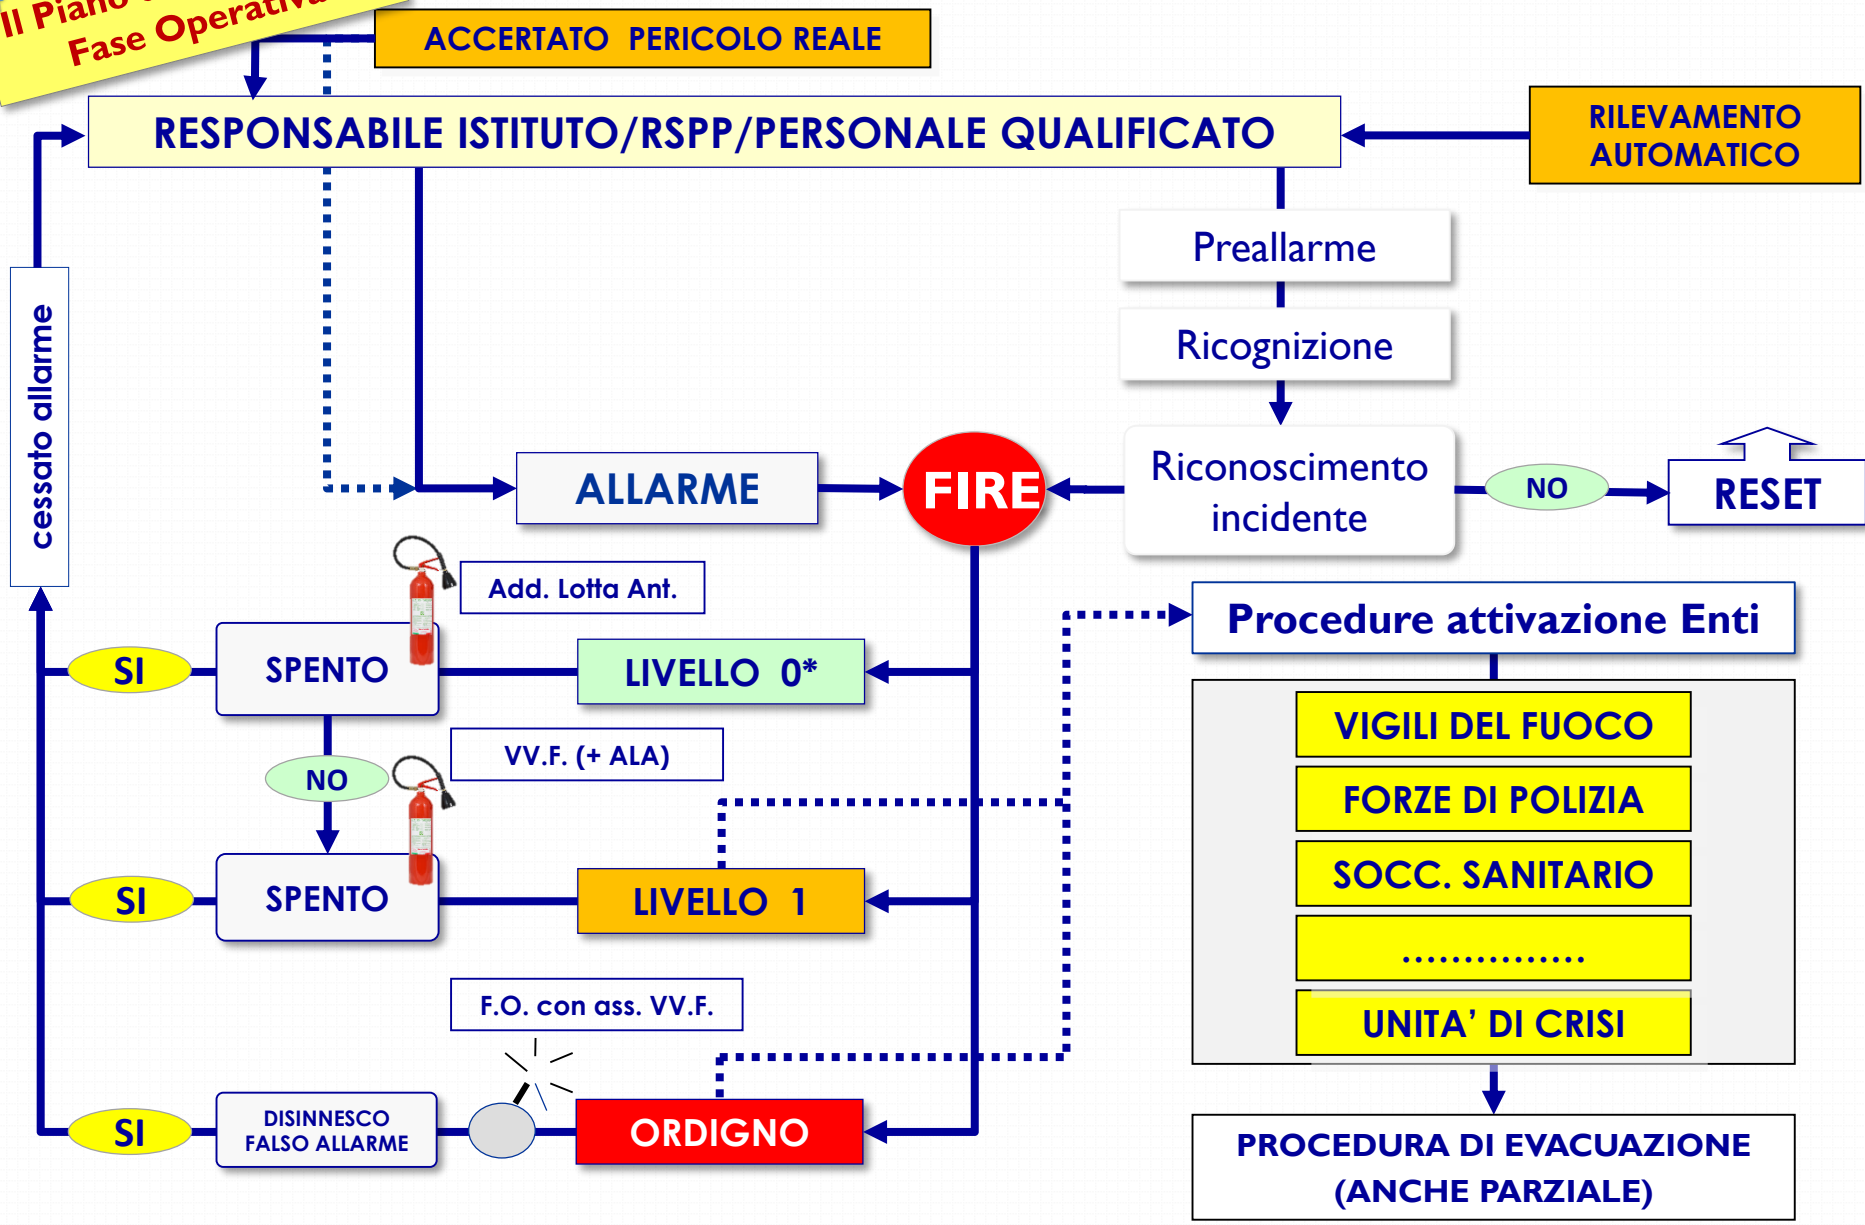 Il Piano
Fase Operativa
ACCERTATO PERICOLO REALE
RESPONSABILE ISTITUTO/RSPP/PERSONALE QUALIFICATO
RILEVAMENTO
AUTOMATICO
Preallarme
Ricognizione
cessato allarme
ALLARME
FIRE
Riconoscimento
incidente
NO
RESET
Add. Lotta Ant.
Procedure attivazione Enti
SI
SPENTO
LIVELLO 0*
VIGILI DEL FUOCO
VV.F. (+ ALA)
NO
FORZE DI POLIZIA
SOCC. SANITARIO
SI
SPENTO
LIVELLO 1
...............
F.O. con ass. VV.F.
UNITA’ DI CRISI
SI
DISINNESCO
FALSO ALLARME
ORDIGNO
PROCEDURA DI EVACUAZIONE
(ANCHE PARZIALE)